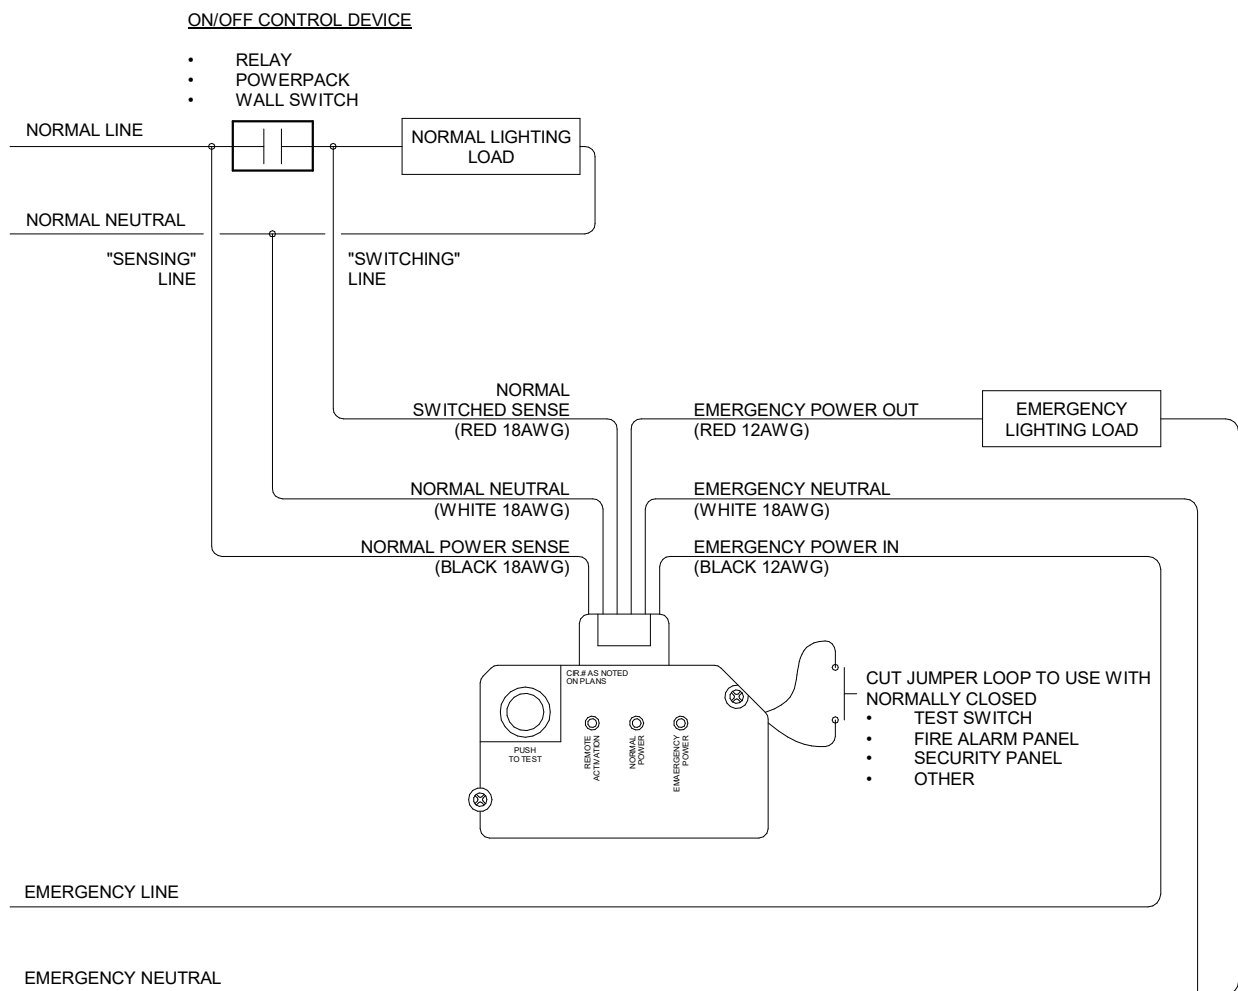 ON/OFF CONTROL DEVICE
• RELAY
• POWERPACK
• WALL SWITCH
NORMAL LINE
NORMAL LIGHTING
LOAD
NORMAL NEUTRAL
"SENSING"
LINE
"SWITCHING"
LINE
NORMAL
SWITCHED SENSE
(RED 18AWG)
EMERGENCY POWER OUT
(RED 12AWG)
EMERGENCY
LIGHTING LOAD
NORMAL NEUTRAL
(WHITE 18AWG)
EMERGENCY NEUTRAL
(WHITE 18AWG)
NORMAL POWER SENSE
(BLACK 18AWG)
EMERGENCY POWER IN
(BLACK 12AWG)
CIR.# AS NOTED
ON PLANS
PUSH
TO TEST
REMOTE
ACTIVATION
NORMAL
POWER
EMAERGENCY
POWER
CUT JUMPER LOOP TO USE WITH
NORMALLY CLOSED
• TEST SWITCH
• FIRE ALARM PANEL
• SECURITY PANEL
• OTHER
EMERGENCY LINE
EMERGENCY NEUTRAL